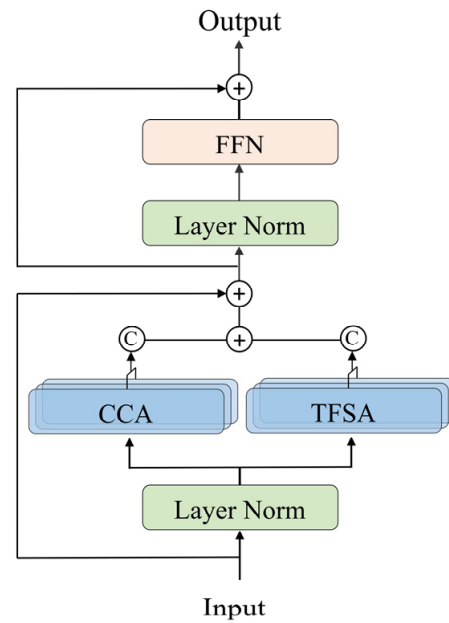 Output
+
FFN
Layer Norm
+
C + C
CCA TFSA
Layer Norm
Input